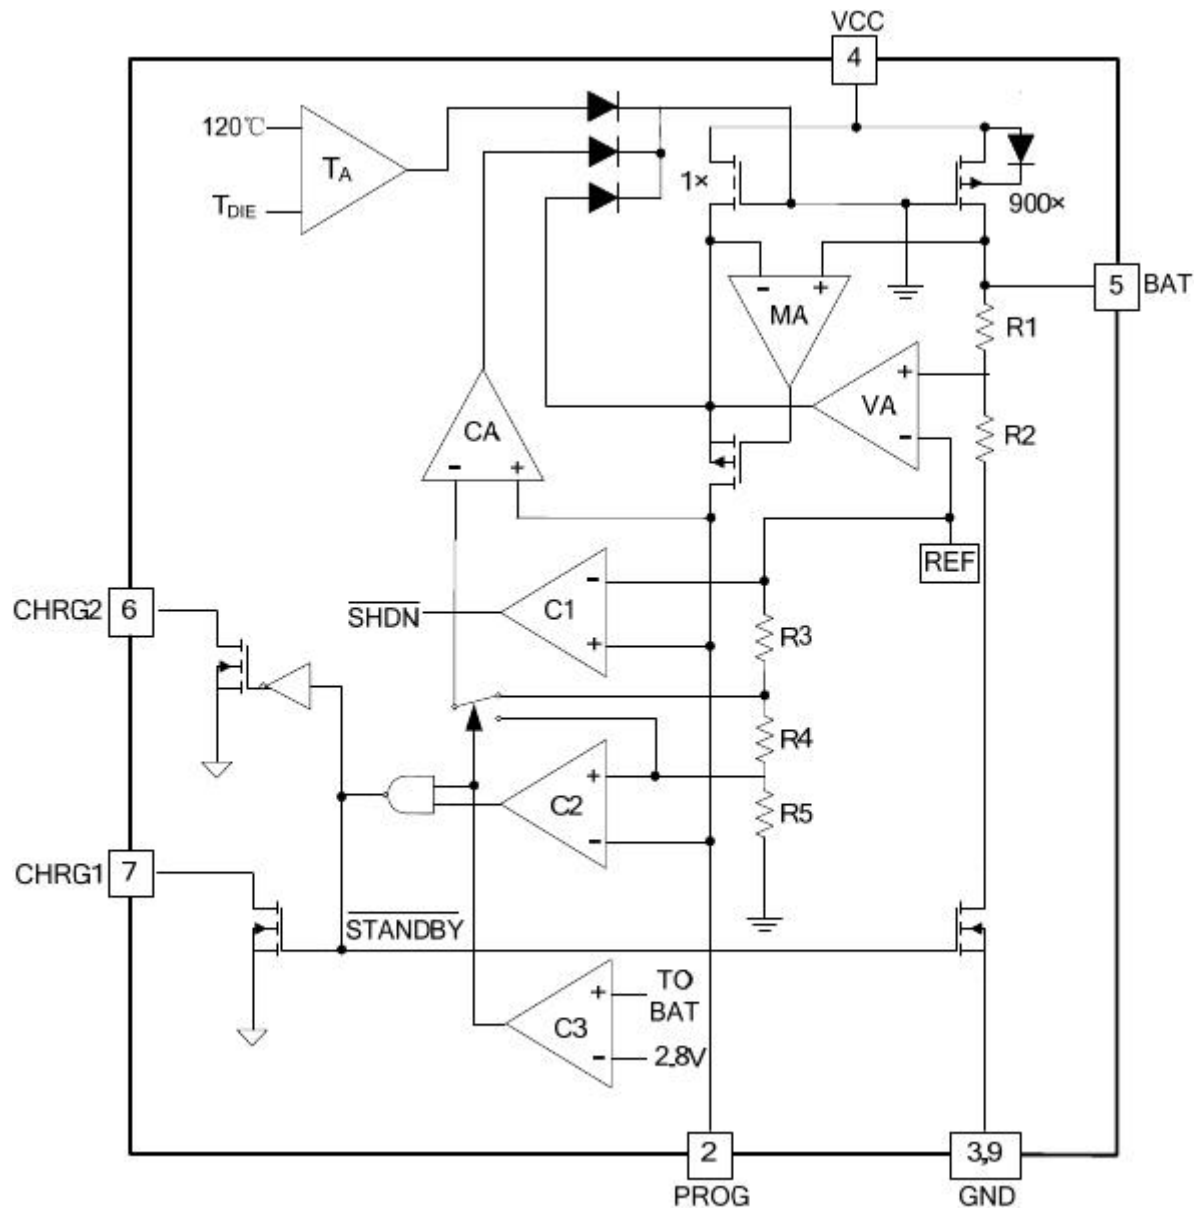 VCC
4
120℃
TA
TDIE
1×
900×
5
BAT
MA
R1
VA
+
-
R2
CA
-
+
REF
CHRG2
6
SHDN
C1
-
+
R3
R4
C2
+
-
R5
CHRG1
7
STANDBY
C3
+
-
TO
BAT
2.8V
2
PROG
3,9
GND